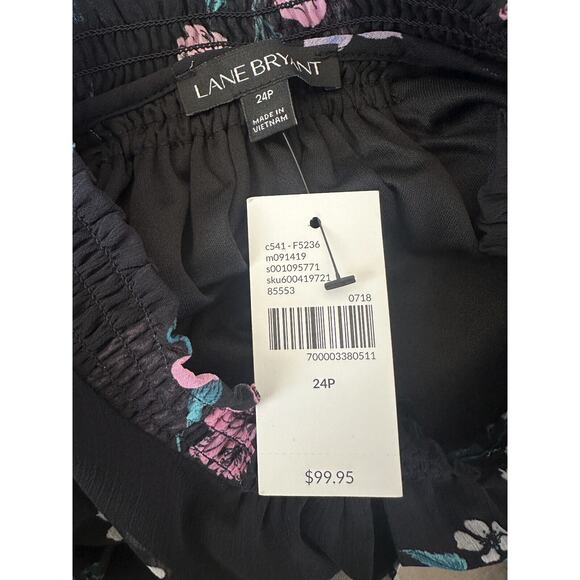 LANE BRYANT
24P
MADE IN
VIETNAM
c541 - F5236
m091419
s001095771
sku600419721
85553
0718
700003380511
24P
$99.95